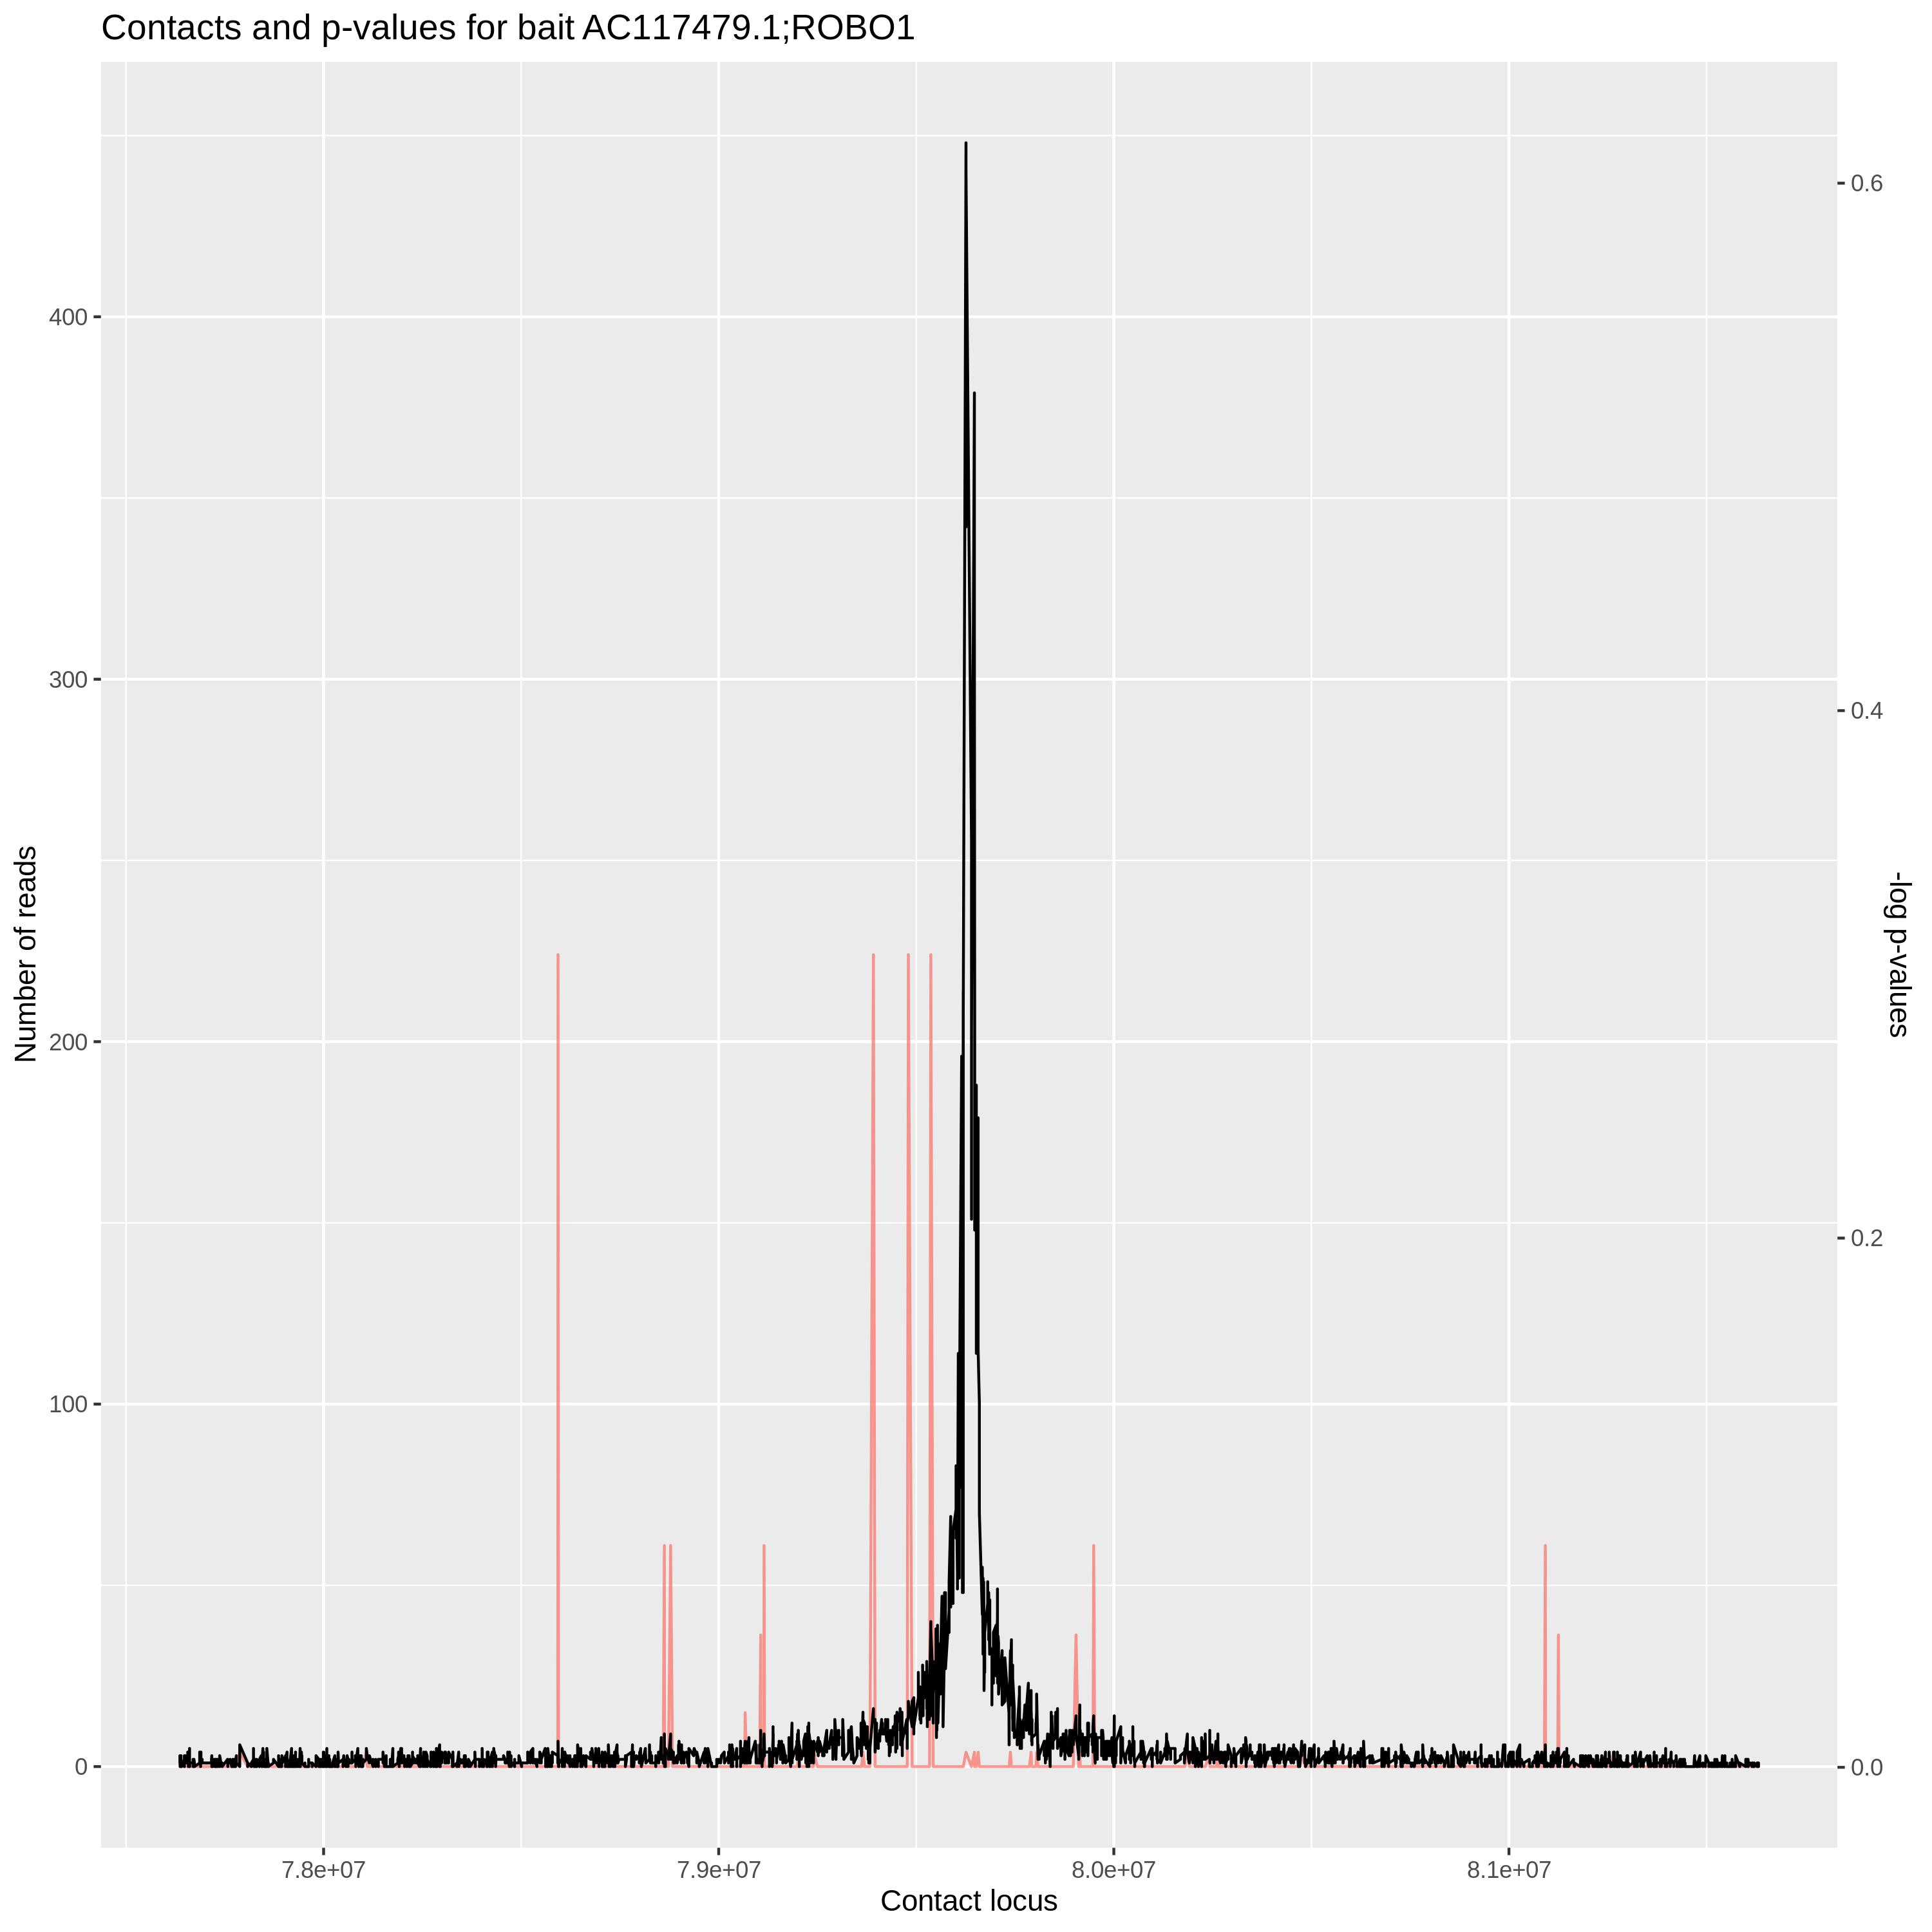 Contacts and p-values for bait AC117479.1;ROBO1
Number of reads
400
300
200
100
0
0.6
0.4
0.2
0.0
-log p-values
7.8e+07
7.9e+07
8.0e+07
8.1e+07
Contact locus